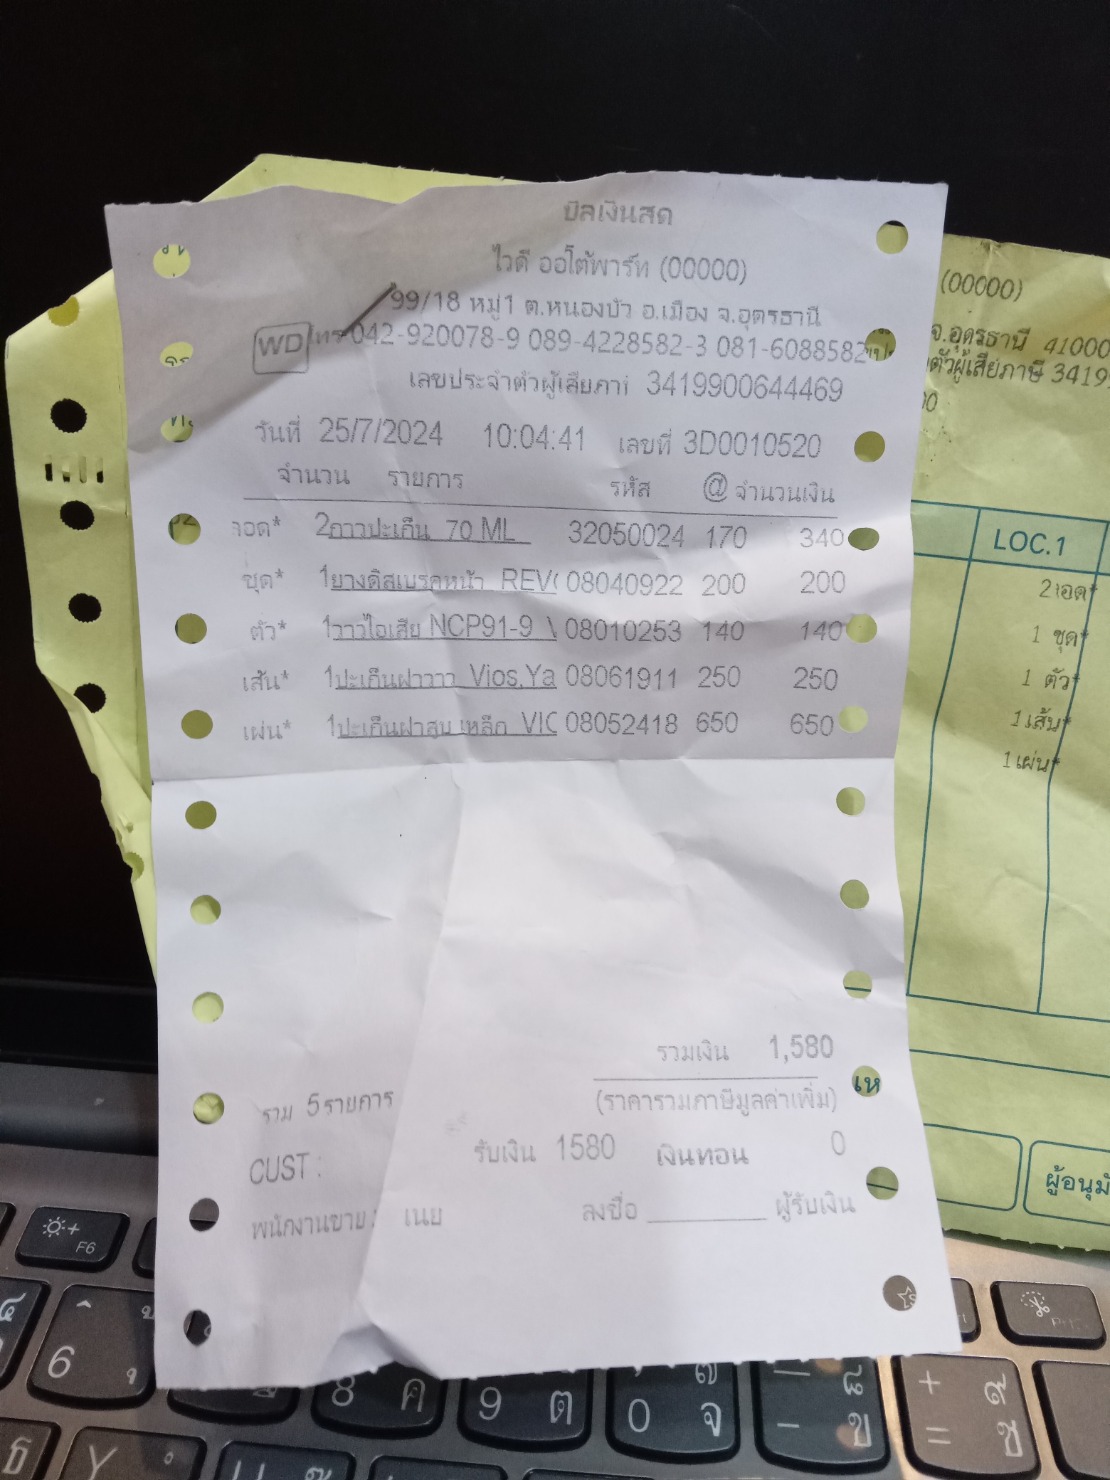 บิลเงินสด
ไวดี ออโต้พาร์ท (00000)
99/18 หมู่1 ต.หนองบัว อ.เมือง จ.อุดรธานี
WD โทร 042-920078-9 089-4228582-3 081-6088582
เลขประจำตัวผู้เสียภาษี 3419900644469
วันที่ 25/7/2024 10:04:41 เลขที่ 3D0010520
จำนวน รายการ รหัส @ จำนวนเงิน
หลอด* 2 กาวปะเก็น 70 ML 32050024 170 340
ชุด* 1 ยางดิสเบรคหน้า REV 08040922 200 200
ตัว* 1 วาวไอเสีย NCP91-9 08010253 140 140
เส้น* 1 ปะเก็นฝาวาว Vios,Ya 08061911 250 250
แผ่น* 1 ปะเก็นฝาสูบ เหล็ก VIO 08052418 650 650
รวมเงิน 1,580
รวม 5 รายการ (ราคารวมภาษีมูลค่าเพิ่ม)
CUST : รับเงิน 1580 เงินทอน 0
พนักงานขาย : เนย ลงชื่อ ________ ผู้รับเงิน
(00000)
จ.อุดรธานี 41000
ตัวผู้เสียภาษี 3419
LOC.1
2 หลอด*
1 ชุด*
1 ตัว*
1 เส้น*
1 แผ่น*
ผู้อนุมั
F6
6
8 ค
9 ต
0 จ
- ข
+ =
ช
Y